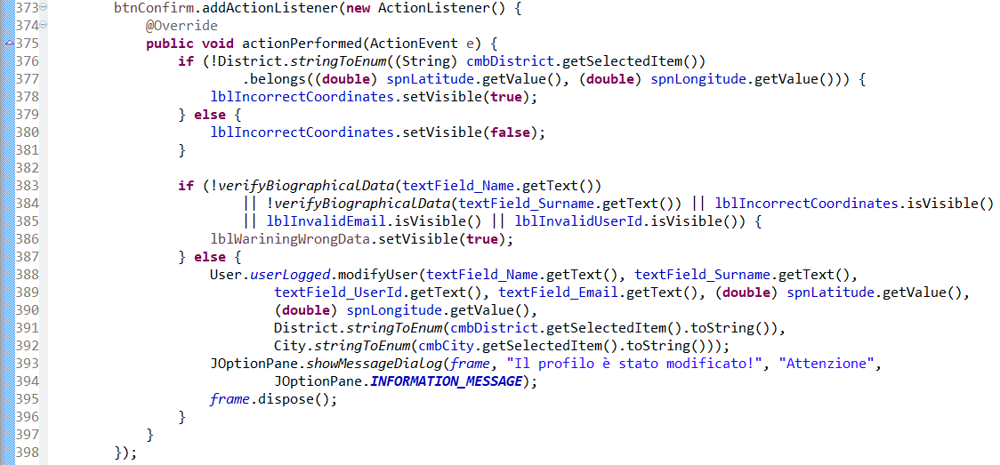 373 btnConfirm.addActionListener(new ActionListener() {
374 @Override
375 public void actionPerformed(ActionEvent e) {
376 if (!District.stringToEnum((String) cmbDistrict.getSelectedItem())
377 .belongs((double) spnLatitude.getValue(), (double) spnLongitude.getValue())) {
378 lblIncorrectCoordinates.setVisible(true);
379 } else {
380 lblIncorrectCoordinates.setVisible(false);
381 }
382
383 if (!verifyBiographicalData(textField_Name.getText())
384 || !verifyBiographicalData(textField_Surname.getText()) || lblIncorrectCoordinates.isVisible()
385 || lblInvalidEmail.isVisible() || lblInvalidUserId.isVisible()) {
386 lblWariningWrongData.setVisible(true);
387 } else {
388 User.userLogged.modifyUser(textField_Name.getText(), textField_Surname.getText(),
389 textField_UserId.getText(), textField_Email.getText(), (double) spnLatitude.getValue(),
390 (double) spnLongitude.getValue(),
391 District.stringToEnum(cmbDistrict.getSelectedItem().toString()),
392 City.stringToEnum(cmbCity.getSelectedItem().toString()));
393 JOptionPane.showMessageDialog(frame, "Il profilo è stato modificato!", "Attenzione",
394 JOptionPane.INFORMATION_MESSAGE);
395 frame.dispose();
396 }
397 }
398 });